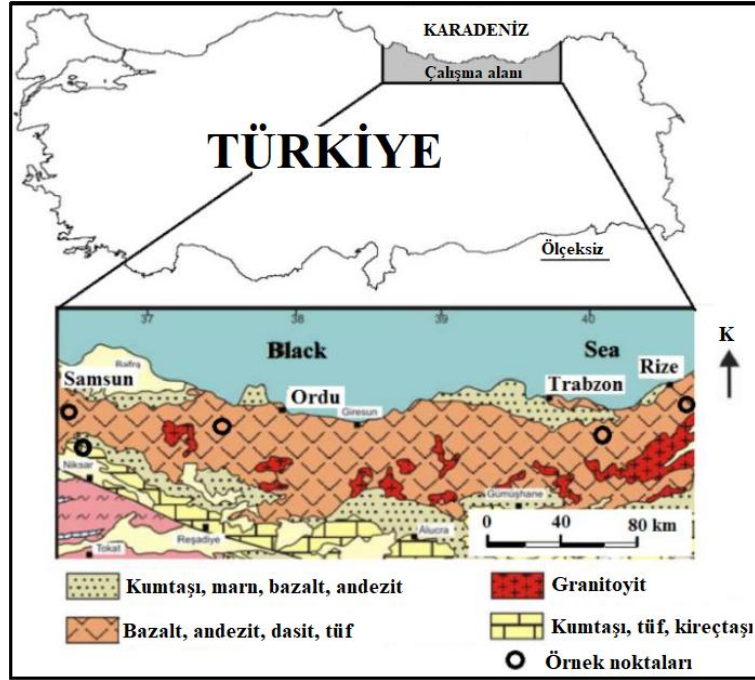 KARADENİZ
Çalışma alanı
TÜRKİYE
Ölçeksiz
37 38 39 40
K
Black Sea
Bafra
Samsun
Ordu
Giresun
Trabzon
Rize
Niksar
Gümüşhane
Reşadiye
Alucra
Tokat
0 40 80 km
Kumtaşı, marn, bazalt, andezit
Granitoyit
Bazalt, andezit, dasit, tüf
Kumtaşı, tüf, kireçtaşı
Örnek noktaları